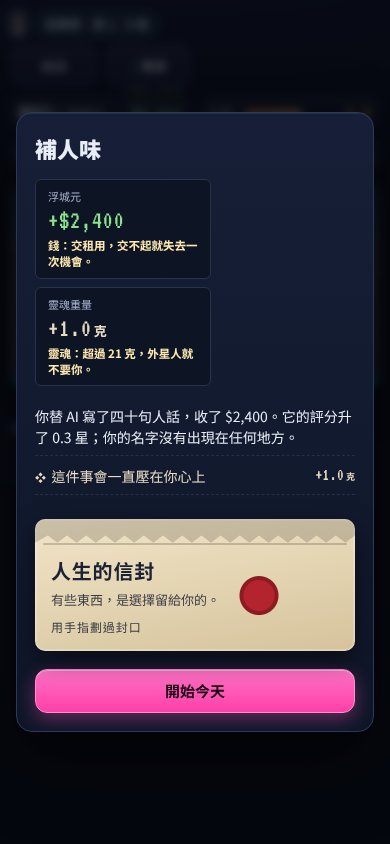 補人味
浮城元
+$2,400
錢：交租用，交不起就失去一
次機會。
靈魂重量
+1.0 克
靈魂：超過 21 克，外星人就
不要你。
你替 AI 寫了四十句人話，收了 $2,400。它的評分升
了 0.3 星；你的名字沒有出現在任何地方。
❖ 這件事會一直壓在你心上 +1.0 克
人生的信封
有些東西，是選擇留給你的。
用手指劃過封口
開始今天